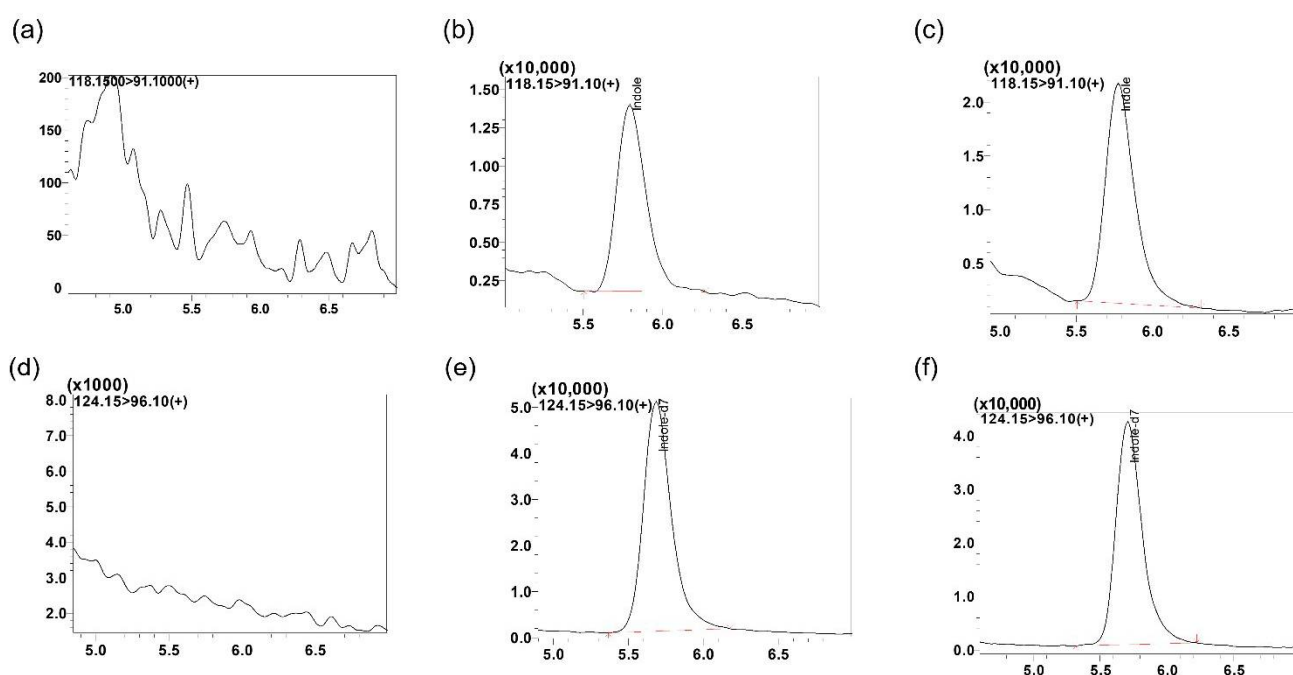 (a)
118.1500>91.1000(+)
200
150
100
50
0
5.0 5.5 6.0 6.5
(b)
(x10,000)
118.15>91.10(+)
Indole
1.50
1.25
1.00
0.75
0.50
0.25
5.5 6.0 6.5
(c)
(x10,000)
118.15>91.10(+)
Indole
2.0
1.5
1.0
0.5
5.0 5.5 6.0 6.5
(d)
(x1000)
124.15>96.10(+)
8.0
7.0
6.0
5.0
4.0
3.0
2.0
5.0 5.5 6.0 6.5
(e)
(x10,000)
124.15>96.10(+)
Indole-d7
5.0
4.0
3.0
2.0
1.0
0.0
5.0 5.5 6.0 6.5
(f)
(x10,000)
124.15>96.10(+)
Indole-d7
4.0
3.0
2.0
1.0
0.0
5.0 5.5 6.0 6.5